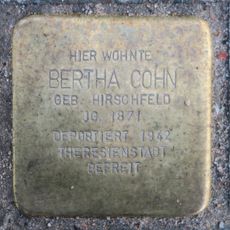 HIER WOHNTE
BERTHA COHN
GEB. HIRSCHFELD
JG. 1871
DEPORTIERT 1942
THERESIENSTADT
BEFREIT